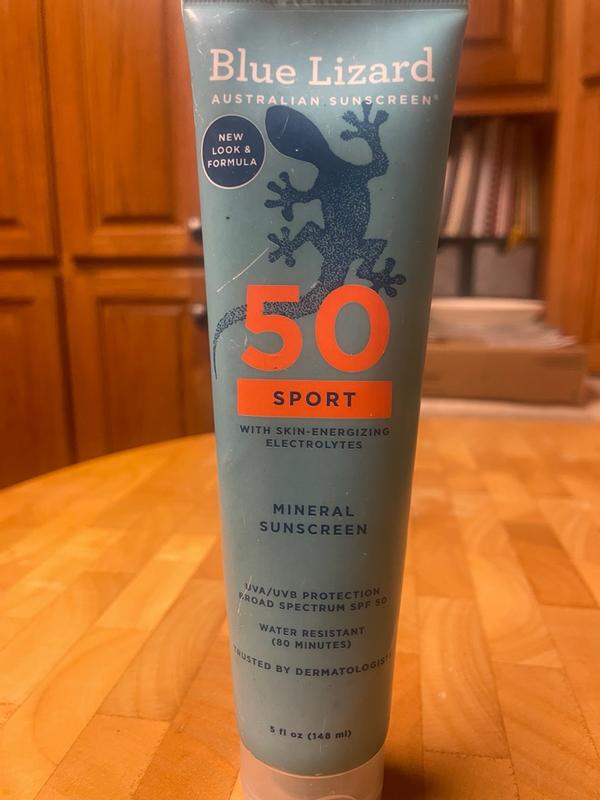 Blue Lizard
AUSTRALIAN SUNSCREEN®
NEW
LOOK &
FORMULA
50
SPORT
WITH SKIN-ENERGIZING
ELECTROLYTES
MINERAL
SUNSCREEN
UVA/UVB PROTECTION
BROAD SPECTRUM SPF 50
WATER RESISTANT
(80 MINUTES)
TRUSTED BY DERMATOLOGISTS
5 fl oz (148 ml)